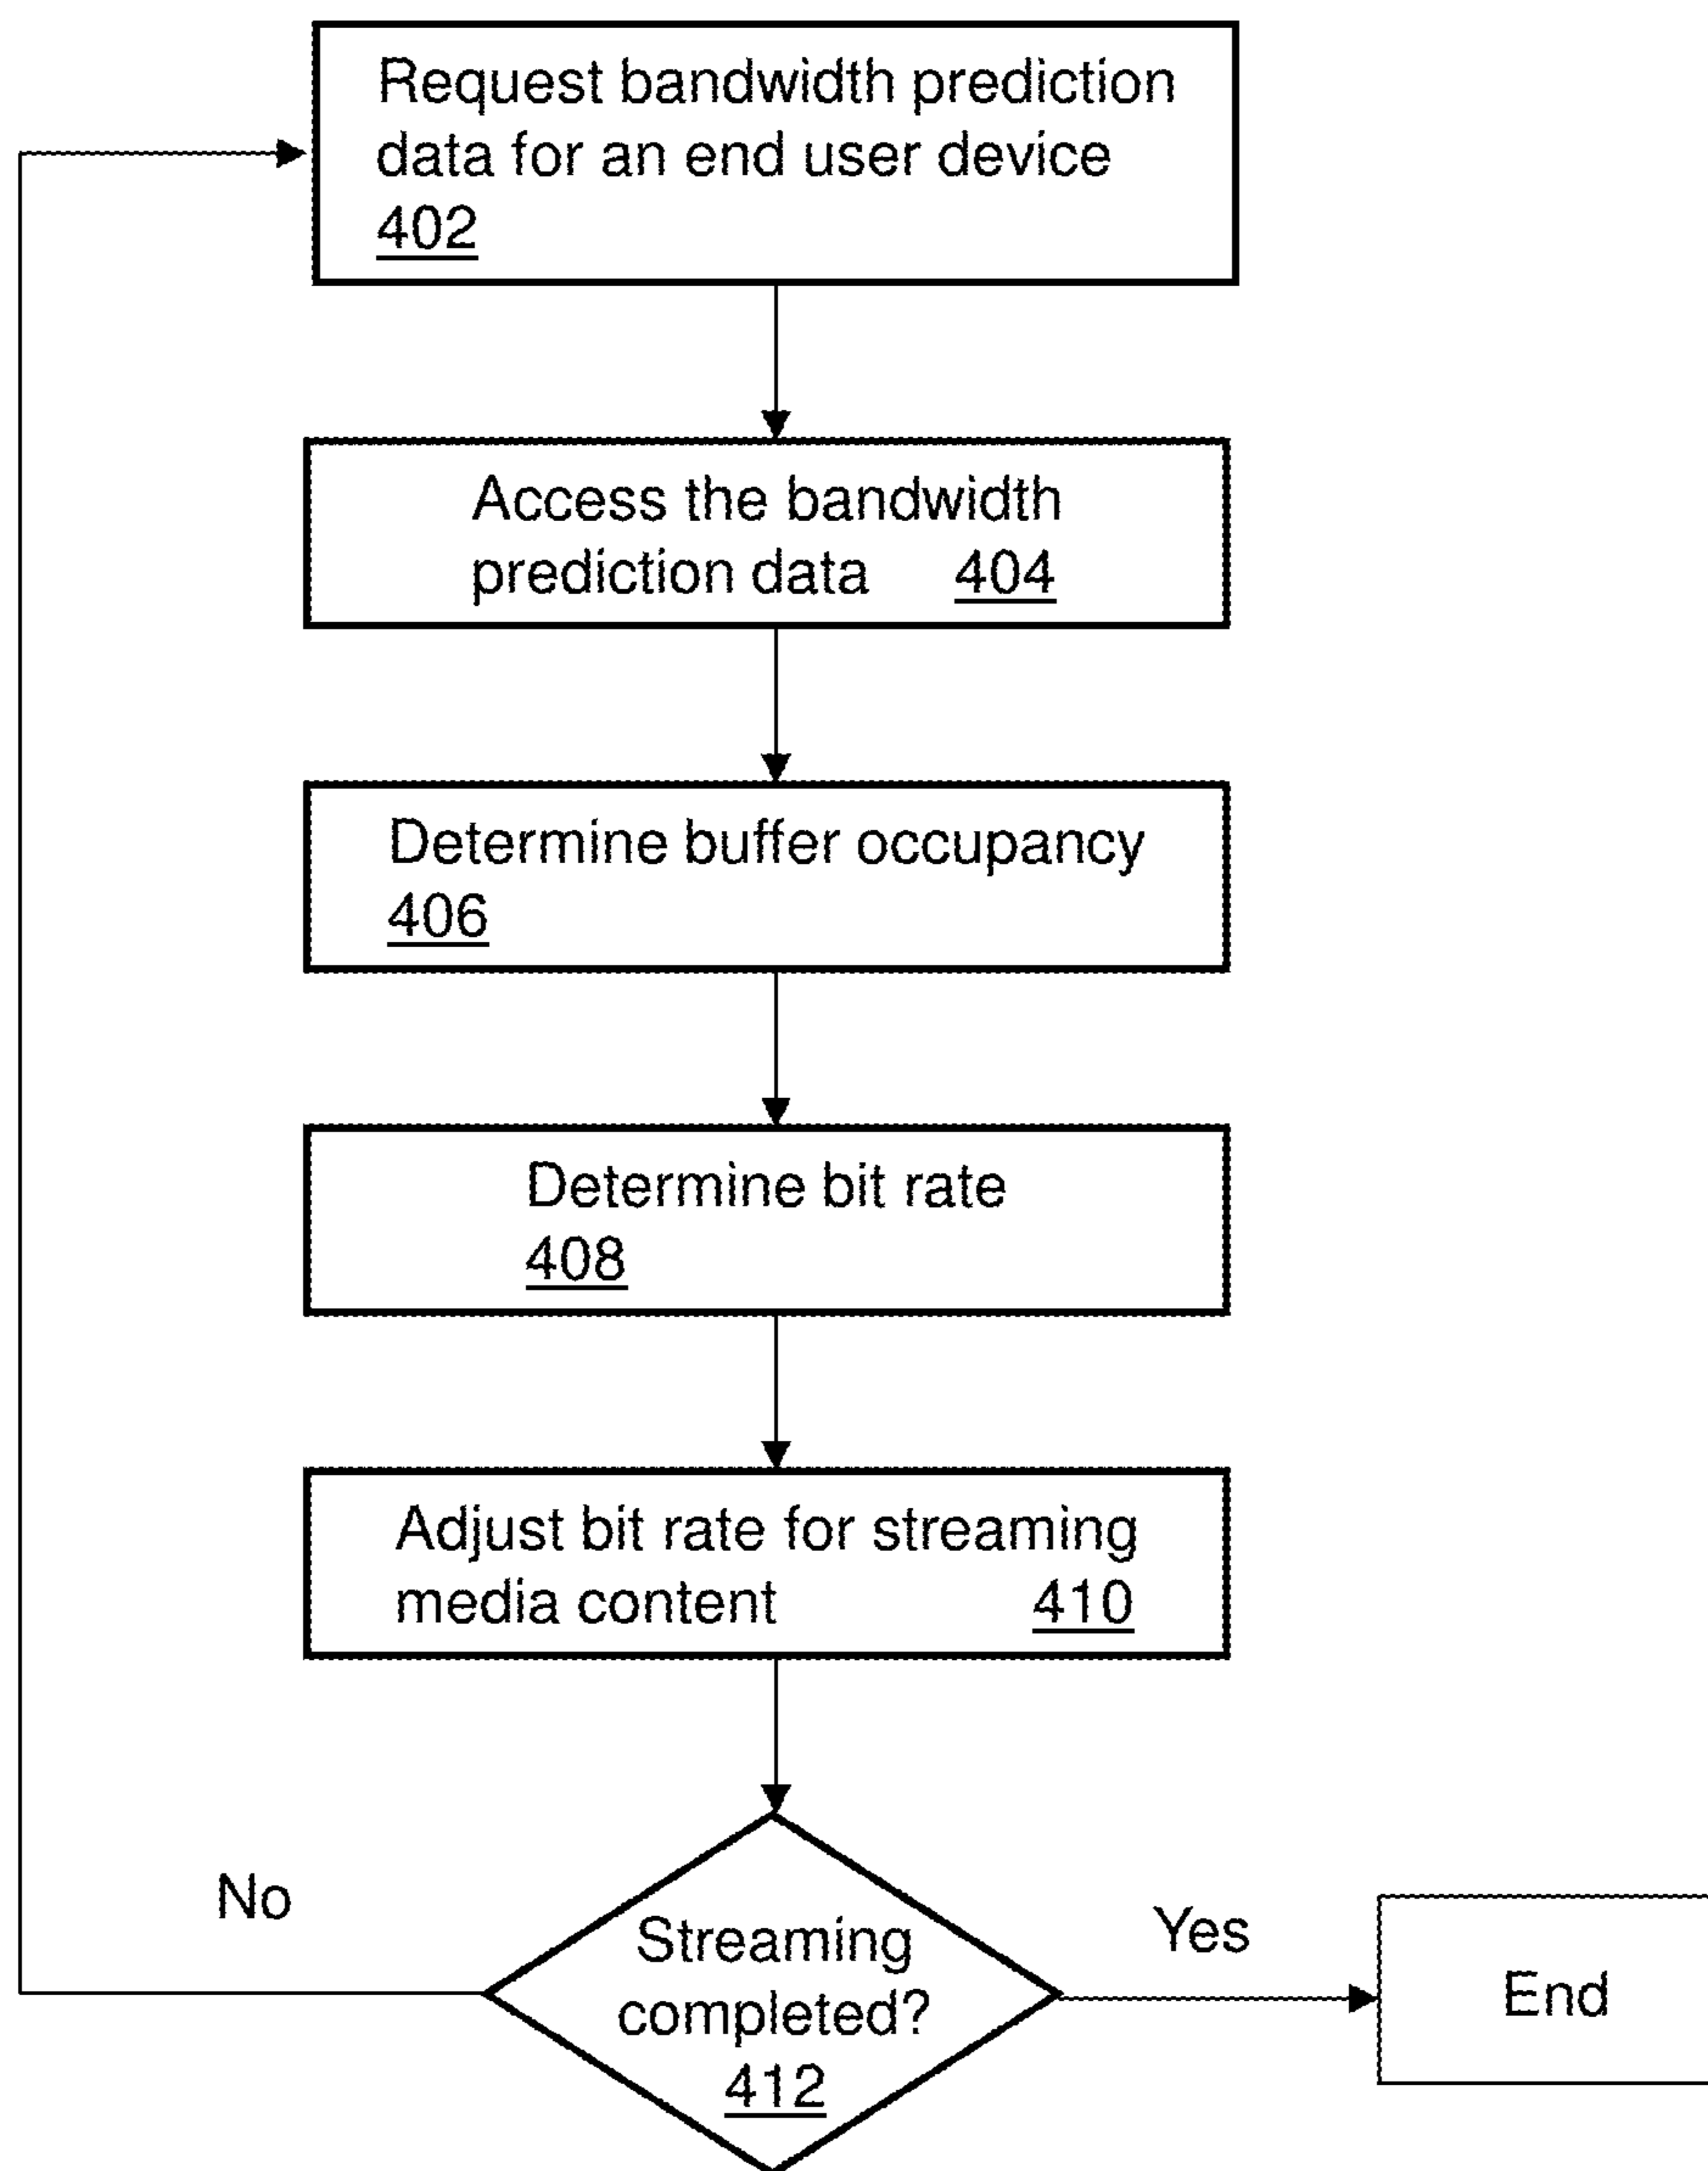 Request bandwidth prediction
data for an end user device
402
Access the bandwidth
prediction data 404
Determine buffer occupancy
406
Determine bit rate
408
Adjust bit rate for streaming
media content 410
No
Streaming
completed?
412
Yes
End